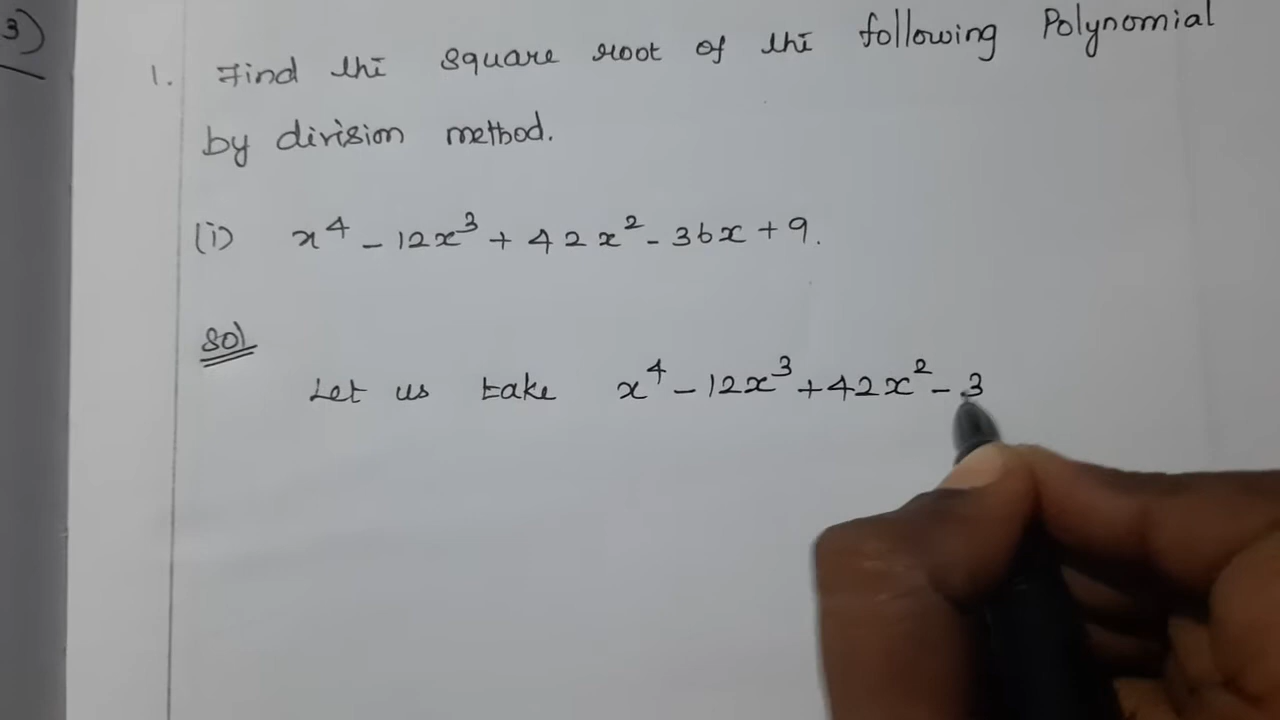 3)
1. Find the square root of the following Polynomial
by division method.
(i) x⁴ - 12x³ + 42x² - 36x + 9.
Sol
Let us take x⁴ - 12x³ + 42x² - 3